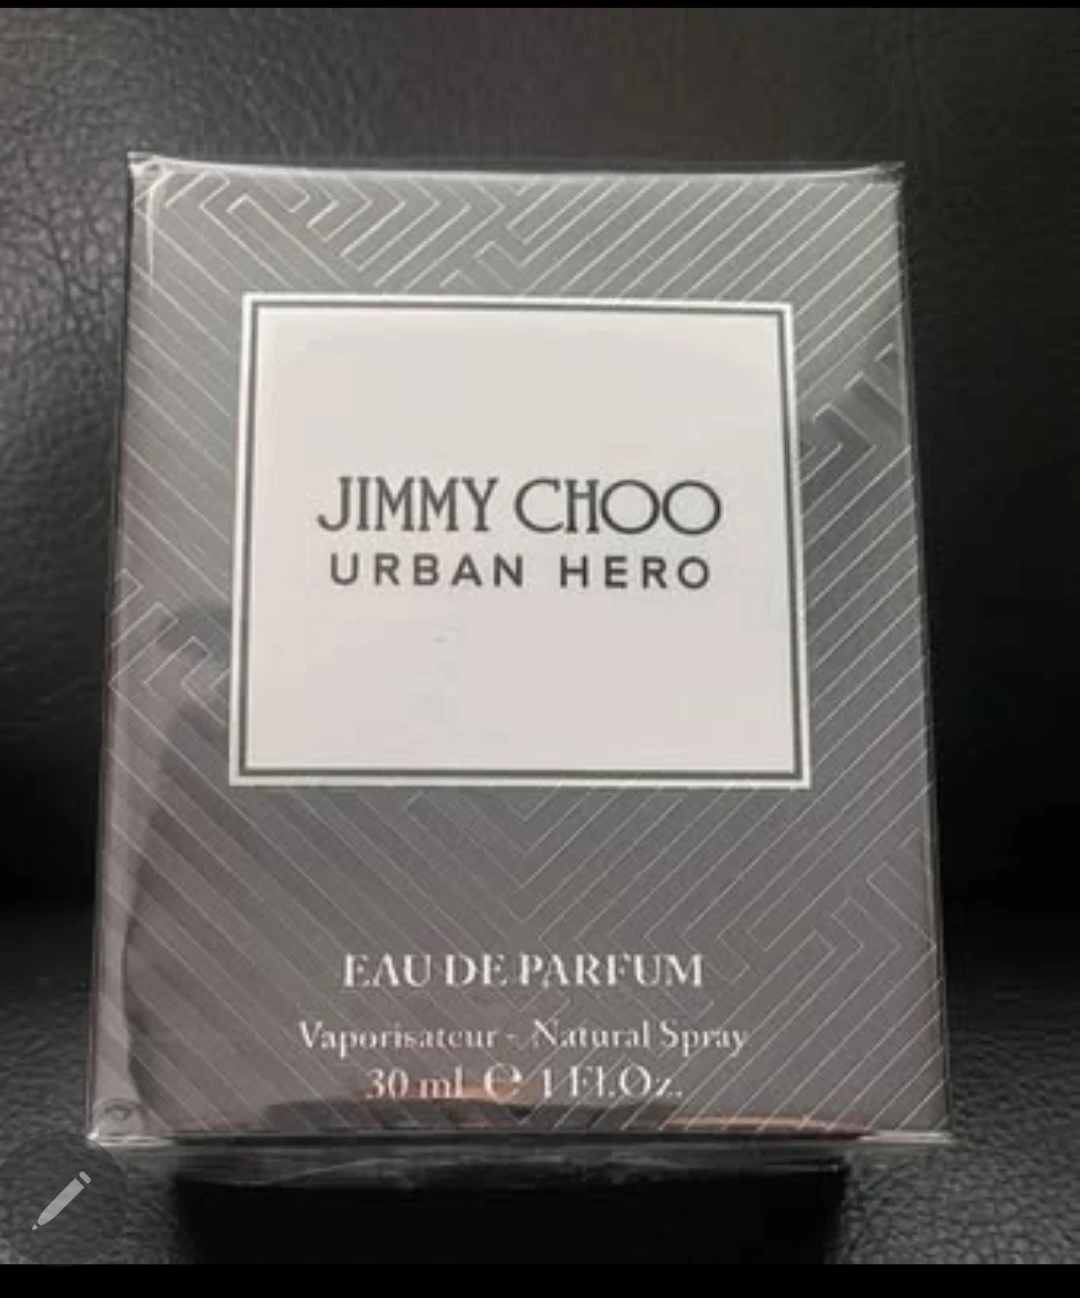 JIMMY CHOO
URBAN HERO
EAU DE PARFUM
Vaporisateur - Natural Spray
30 ml ℮ 1 Fl.Oz.